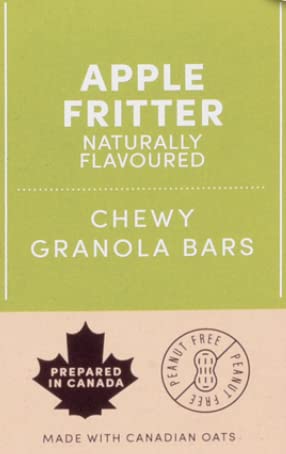 APPLE
FRITTER
NATURALLY
FLAVOURED
CHEWY
GRANOLA BARS
PREPARED
IN CANADA
PEANUT FREE
PEANUT FREE
MADE WITH CANADIAN OATS